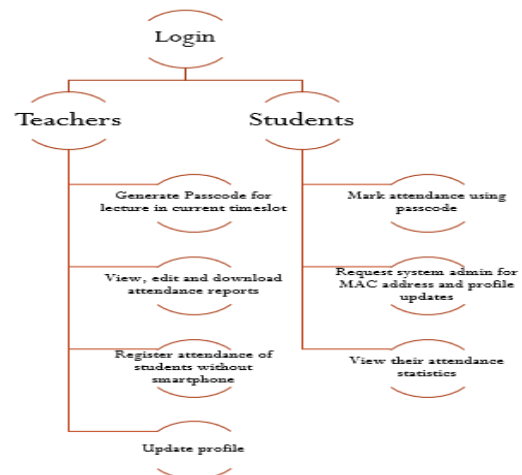 Login
Teachers
Students
Generate Passcode for
lecture in current timeslot
View, edit and download
attendance reports
Register attendance of
students without
smartphone
Update profile
Mark attendance using
passcode
Request system admin for
MAC address and profile
updates
View their attendance
statistics